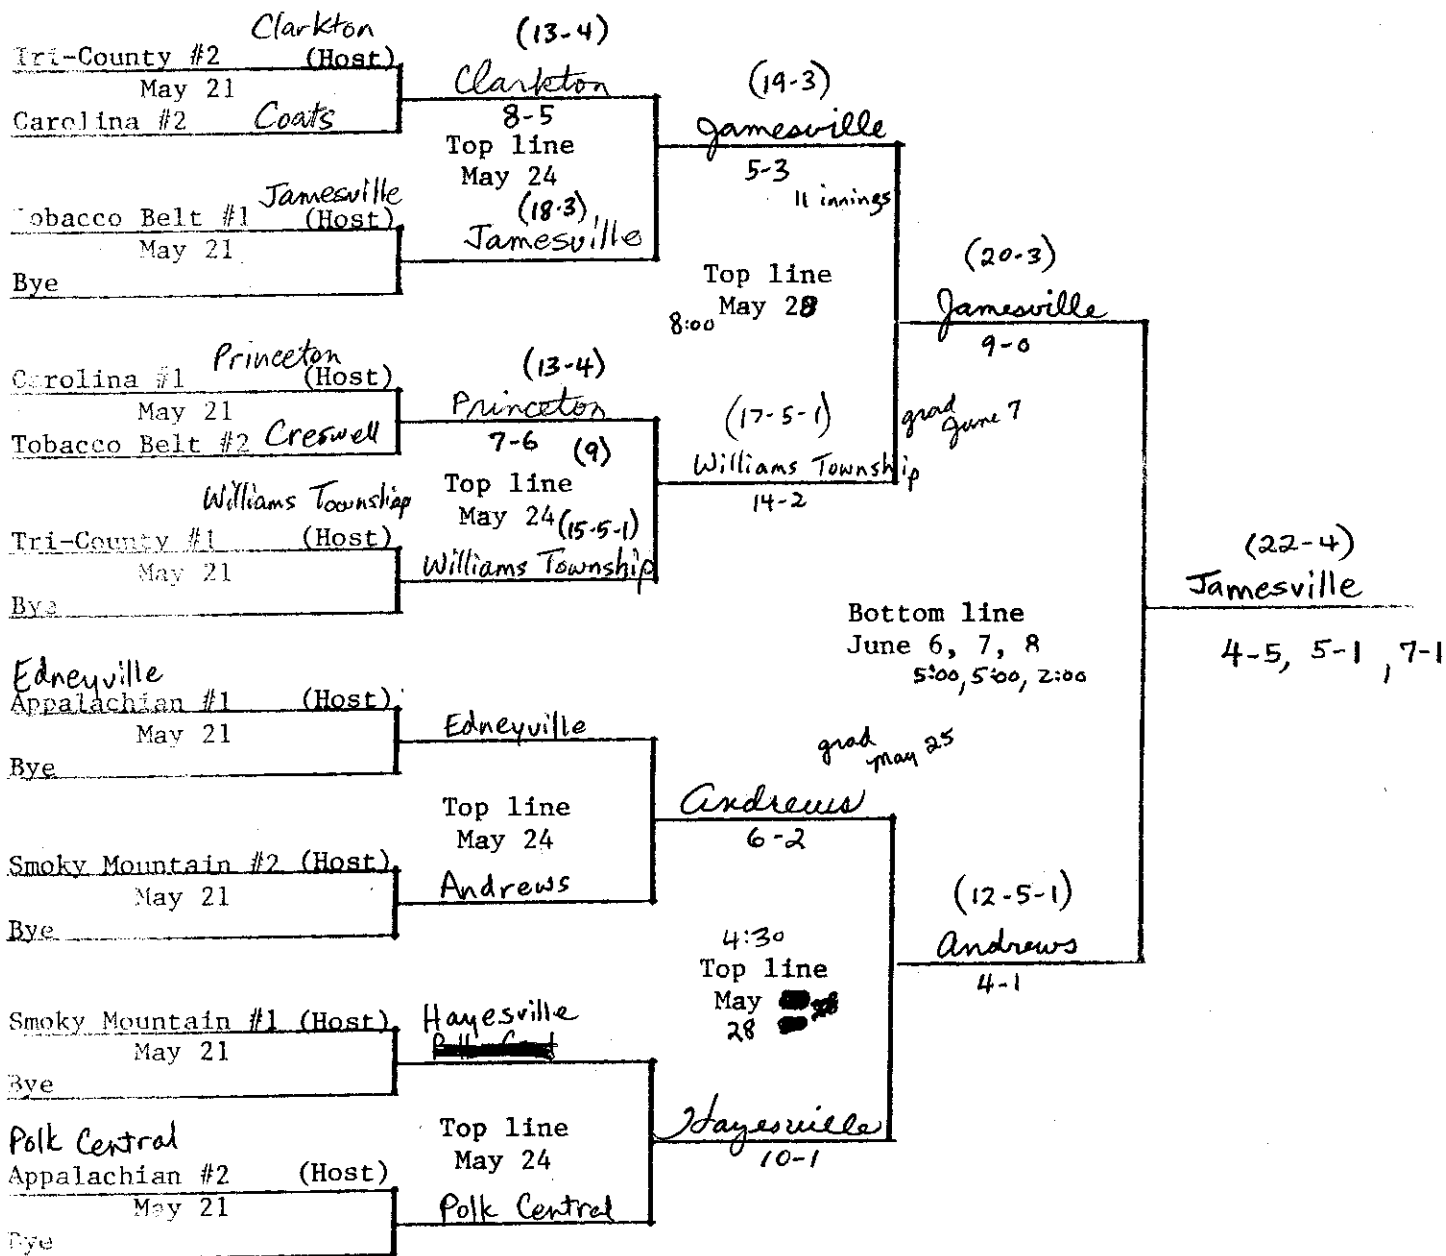 Clarkton
Tri-County #2 (Host)
May 21
Carolina #2 Coats
Jamesville
Tobacco Belt #1 (Host)
May 21
Bye
Princeton
Carolina #1 (Host)
May 21
Tobacco Belt #2 Creswell
Williams Township
Tri-County #1 (Host)
May 21
Bye
Edneyville
Appalachian #1 (Host)
May 21
Bye
Smoky Mountain #2 (Host)
May 21
Bye
Smoky Mountain #1 (Host)
May 21
Bye
Polk Central
Appalachian #2 (Host)
May 21
Bye
(13-4)
Clarkton
8-5
Top line
May 24
(18-3)
Jamesville
(13-4)
Princeton
7-6 (9)
Top line
May 24 (15-5-1)
Williams Township
Edneyville
Top line
May 24
Andrews
Hayesville
Top line
May 24
Polk Central
(19-3)
Jamesville
5-3
11 innings
Top line
8:00 May 28
(17-5-1)
Williams Township
14-2
grad
June 7
Andrews
6-2
4:30
Top line
May 28
28
Hayesville
10-1
(20-3)
Jamesville
9-0
Bottom line
June 6, 7, 8
5:00, 5:00, 2:00
grad
May 25
(12-5-1)
Andrews
4-1
(22-4)
Jamesville
4-5, 5-1, 7-1